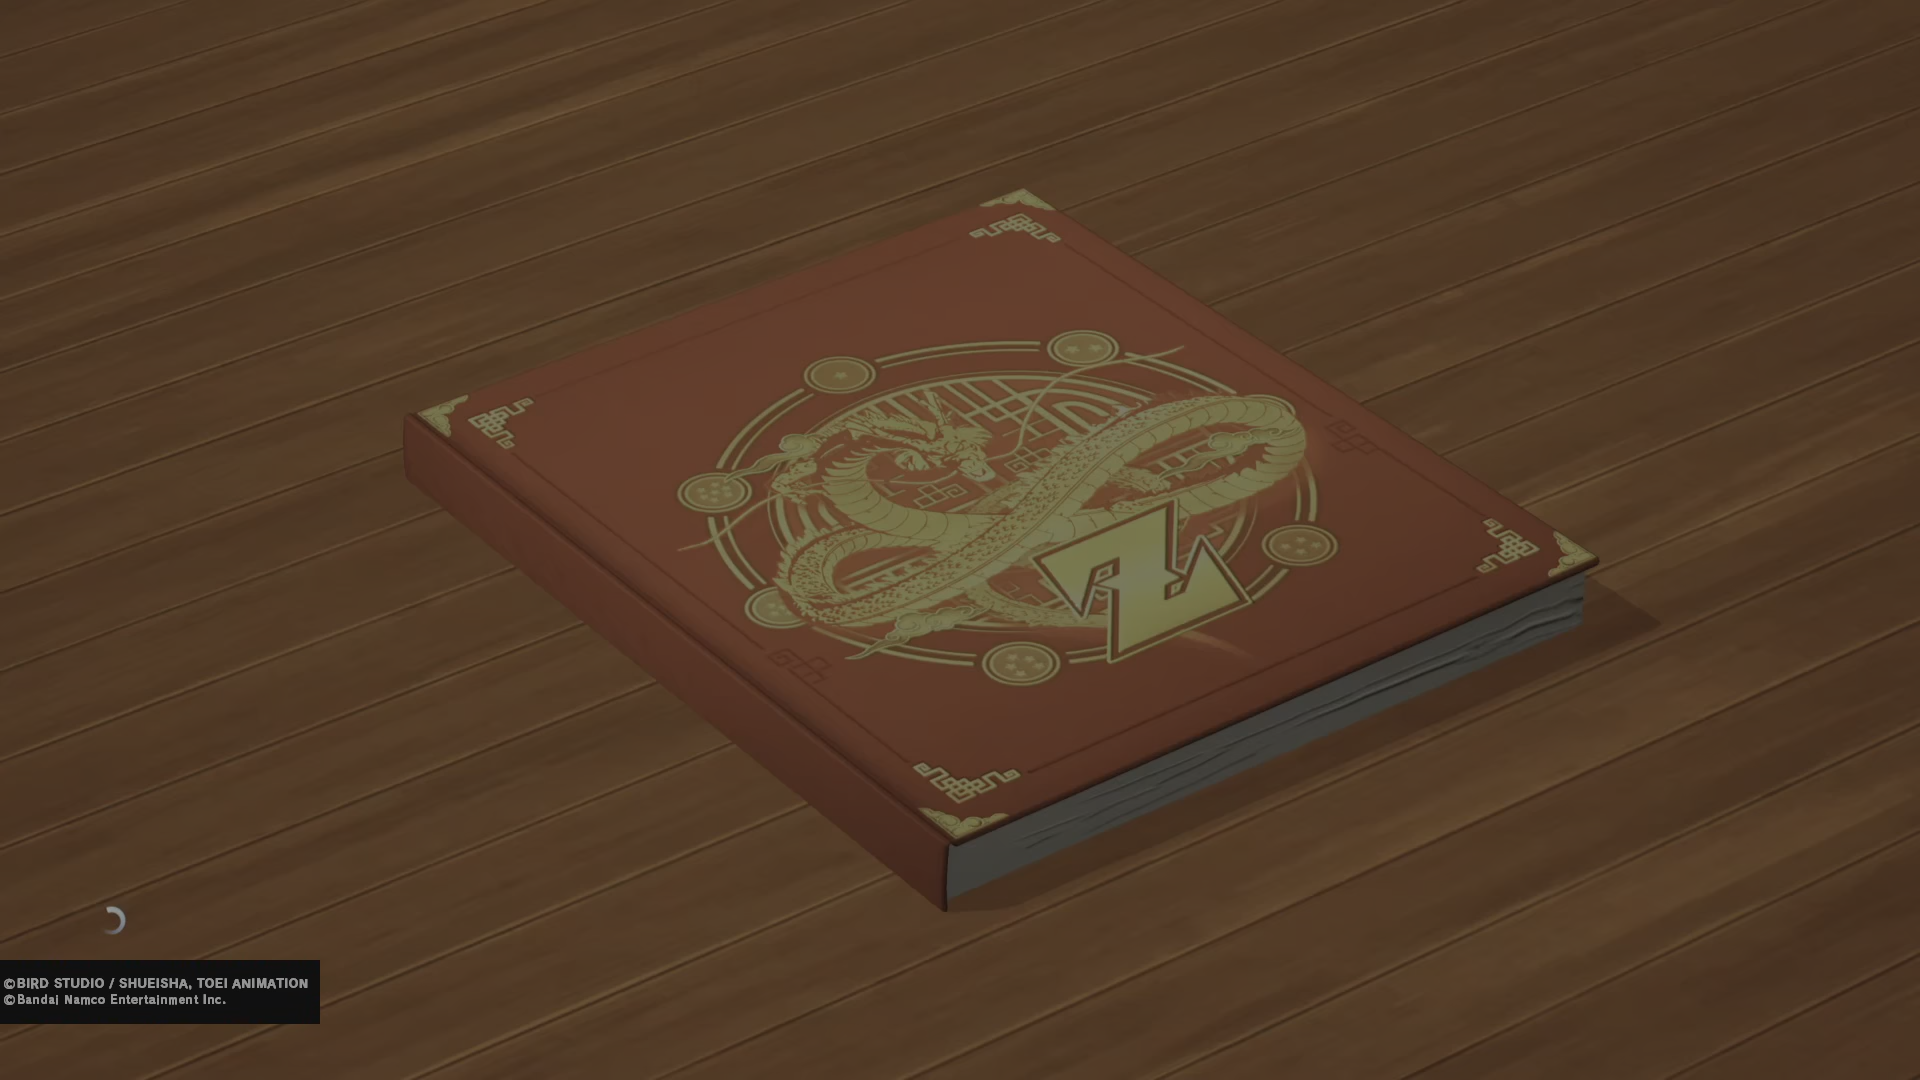 Z
©BIRD STUDIO / SHUEISHA, TOEI ANIMATION
©Bandai Namco Entertainment Inc.